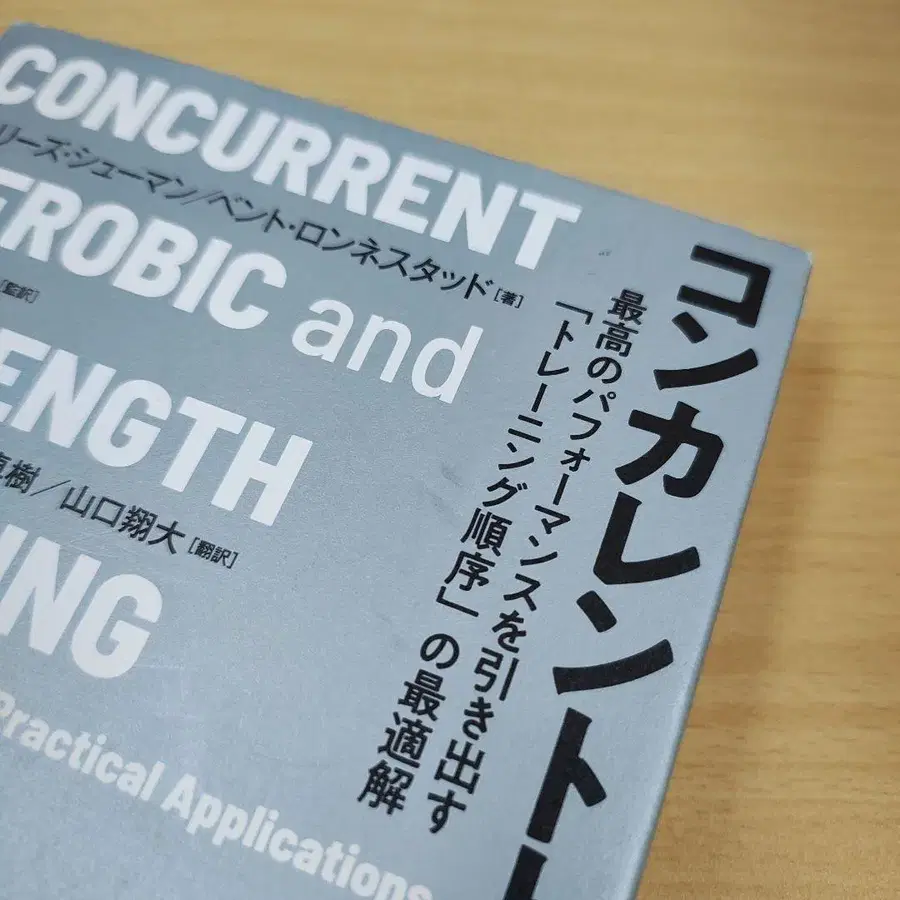 CONCURRENT
リーズ・シューマン/ベント・ロンネスタッド[著]
EROBIC and
[監訳]
ENGTH
直樹/山口翔大[翻訳]
ING
Practical Applications
コンカレント
最高のパフォーマンスを引き出す
「トレーニング順序」の最適解